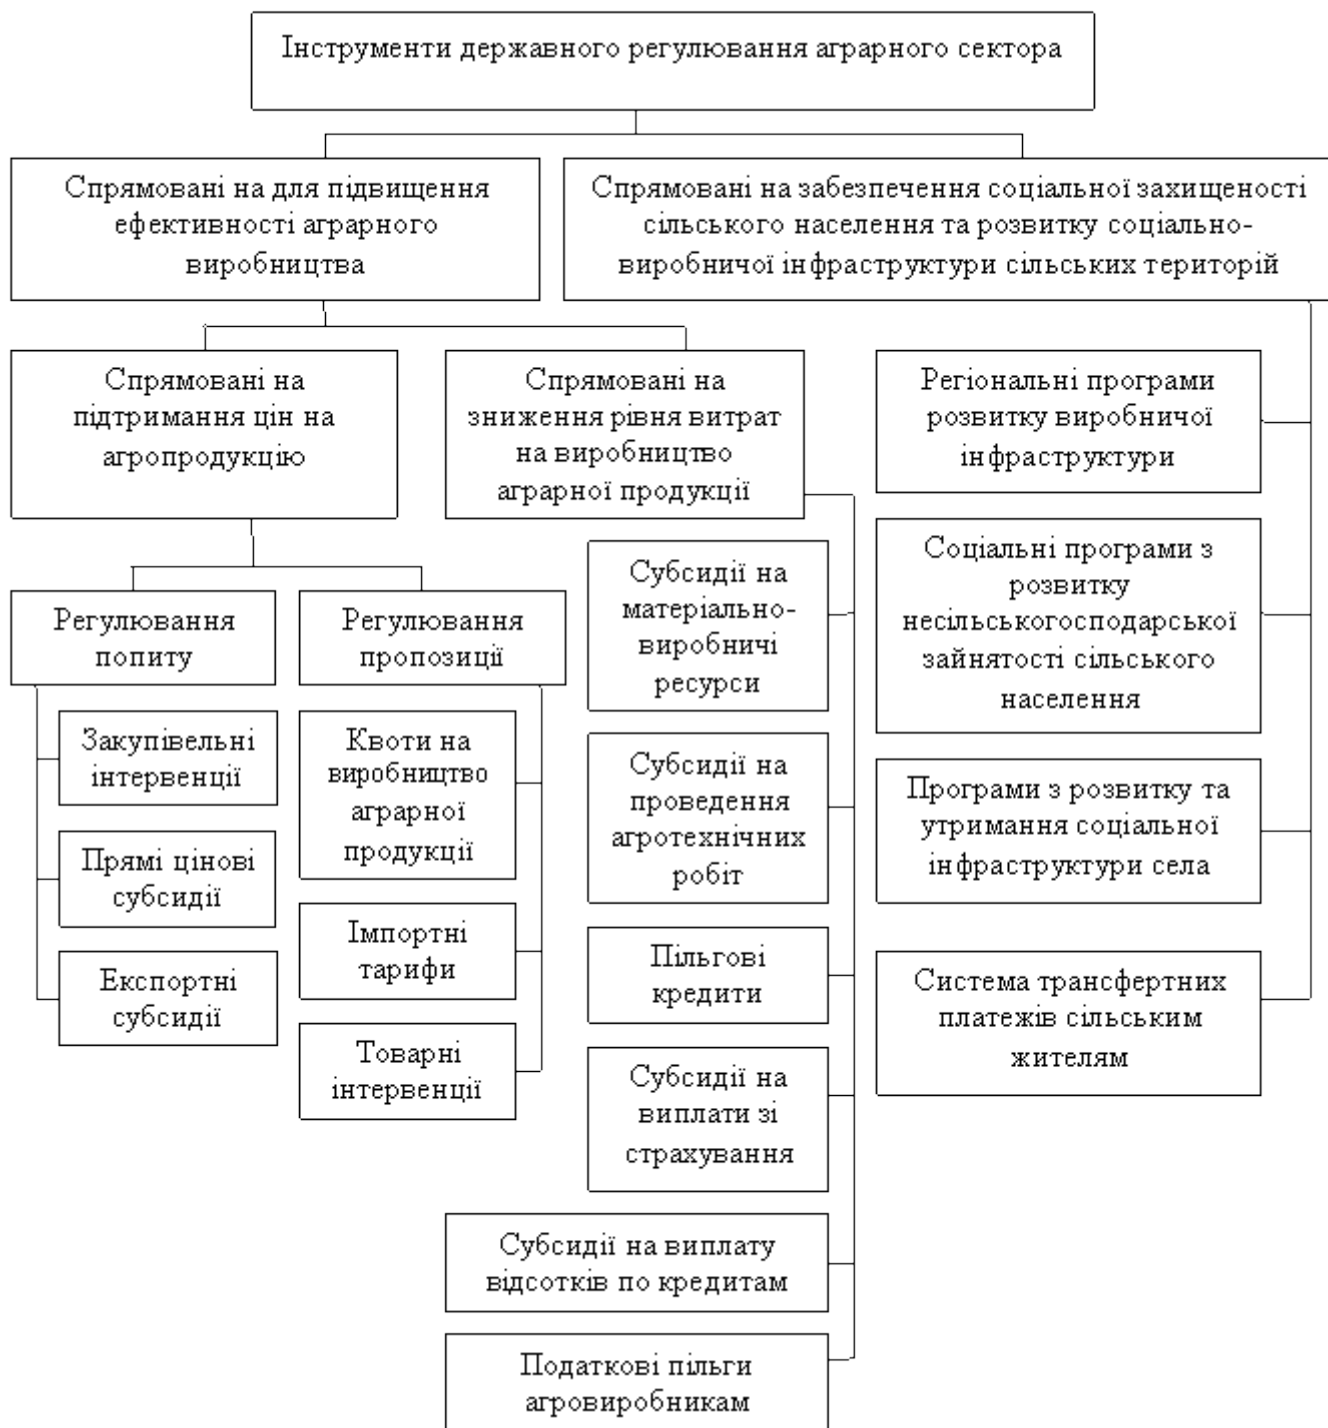 Інструменти державного регулювання аграрного сектора
Спрямовані на для підвищення
ефективності аграрного
виробництва
Спрямовані на забезпечення соціальної захищеності
сільського населення та розвитку соціально-
виробничої інфраструктури сільських територій
Спрямовані на
підтримання цін на
агропродукцію
Спрямовані на
зниження рівня витрат
на виробництво
аграрної продукції
Регіональні програми
розвитку виробничої
інфраструктури
Соціальні програми з
розвитку
несільськогосподарської
зайнятості сільського
населення
Програми з розвитку та
утримання соціальної
інфраструктури села
Система трансфертних
платежів сільським
жителям
Регулювання
попиту
Регулювання
пропозиції
Закупівельні
інтервенції
Прямі цінові
субсидії
Експортні
субсидії
Квоти на
виробництво
аграрної
продукції
Імпортні
тарифи
Товарні
інтервенції
Субсидії на
матеріально-
виробничі
ресурси
Субсидії на
проведення
агротехнічних
робіт
Пільгові
кредити
Субсидії на
виплати зі
страхування
Субсидії на виплату
відсотків по кредитам
Податкові пільги
агровиробникам